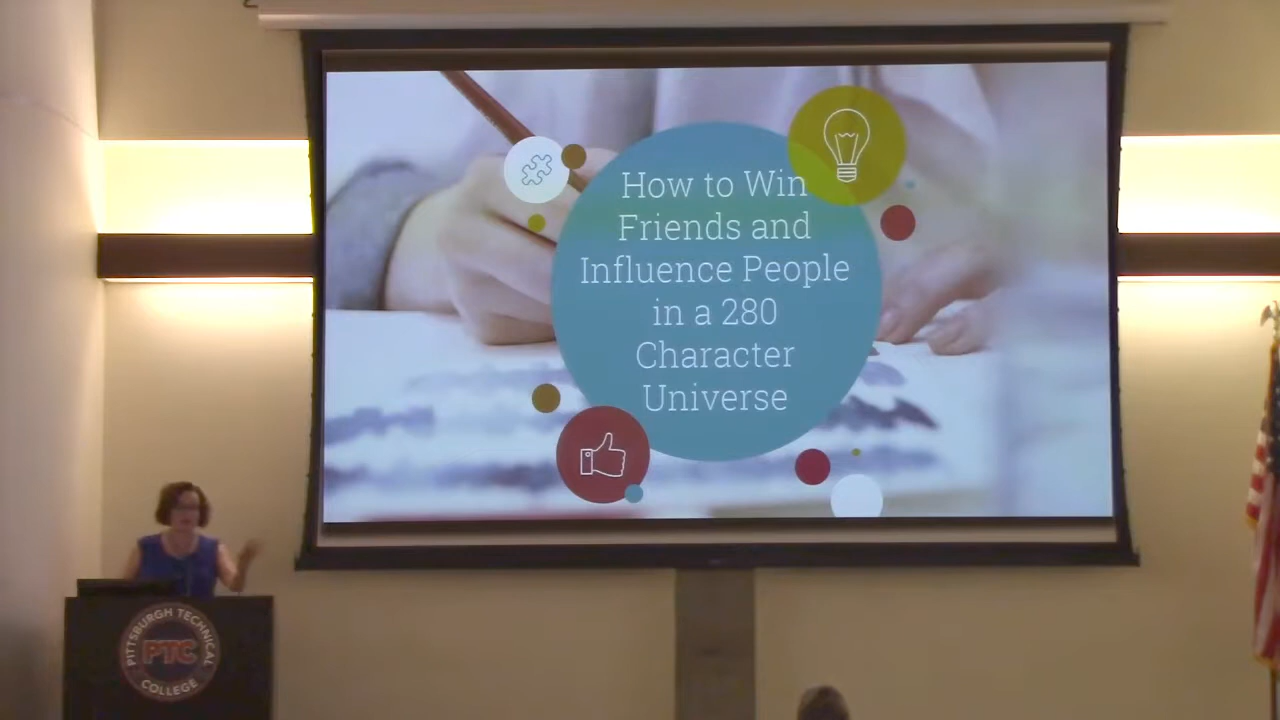 How to Win
Friends and
Influence People
in a 280
Character
Universe
PITTSBURGH TECHNICAL
PTC
COLLEGE